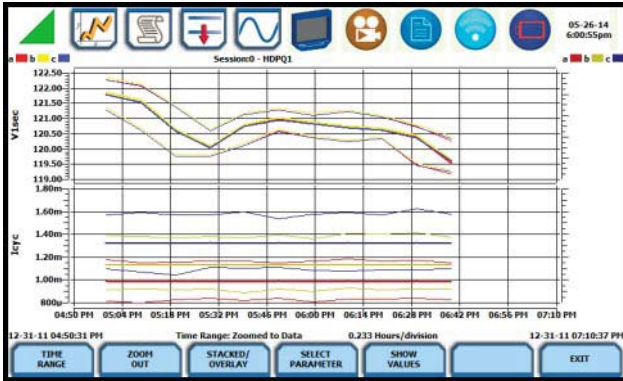 05-26-14
6:00:55pm
a b c
Session:0 - HDPQ1
a b c
122.50
122.00
121.50
121.00
120.50
120.00
119.50
119.00
V1sec
1.80m
1.60m
1.40m
1.20m
1.00m
800µ
Icyc
04:50 PM 05:04 PM 05:18 PM 05:32 PM 05:46 PM 06:00 PM 06:14 PM 06:28 PM 06:42 PM 06:56 PM 07:10 PM
12-31-11 04:50:31 PM Time Range: Zoomed to Data 0.233 Hours/division 12-31-11 07:10:37 PM
TIME RANGE
ZOOM OUT
STACKED/ OVERLAY
SELECT PARAMETER
SHOW VALUES
EXIT